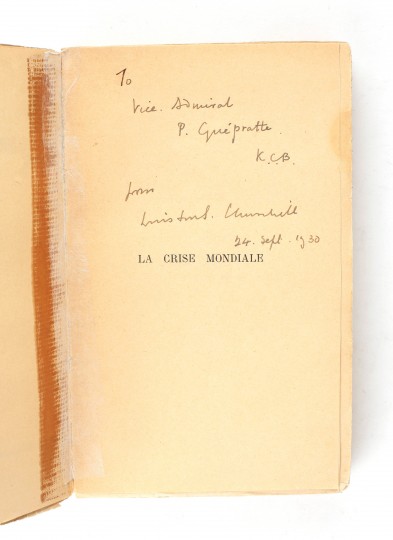 To
Vice. Admiral
P. Guépratte.
K.C.B.
from
Winston S. Churchill
24. Sept. 1930
LA CRISE MONDIALE